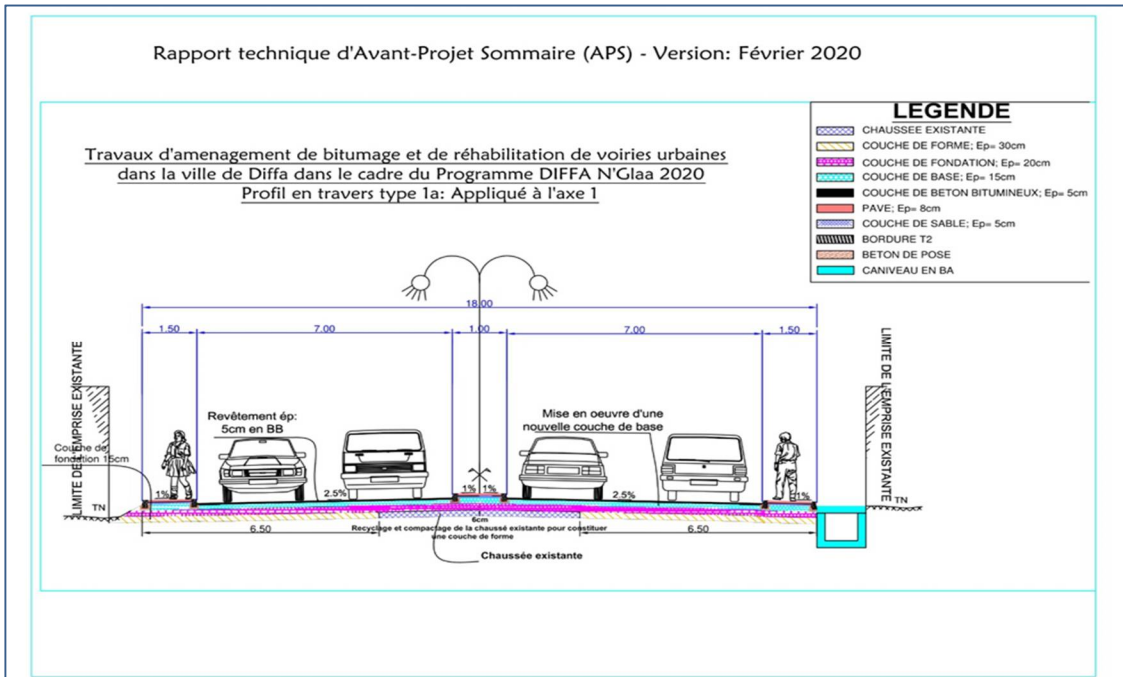 Rapport technique d'Avant-Projet Sommaire (APS) - Version: Février 2020
LEGENDE
CHAUSSEE EXISTANTE
COUCHE DE FORME; Ep= 30cm
COUCHE DE FONDATION; Ep= 20cm
COUCHE DE BASE; Ep= 15cm
COUCHE DE BETON BITUMINEUX; Ep= 5cm
PAVE; Ep= 8cm
COUCHE DE SABLE; Ep= 5cm
BORDURE T2
BETON DE POSE
CANIVEAU EN BA
Travaux d'amenagement de bitumage et de réhabilitation de voiries urbaines
dans la ville de Diffa dans le cadre du Programme DIFFA N'Glaa 2020
Profil en travers type 1a: Appliqué à l'axe 1
18.00
1.50
7.00
1.00
7.00
1.50
LIMITE DE L'EMPRISE EXISTANTE
LIMITE DE L'EMPRISE EXISTANTE
Revêtement ép:
5cm en BB
Mise en oeuvre d'une
nouvelle couche de base
Couche de
fondation 15cm
1%
2.5%
1%
1%
2.5%
1%
TN
TN
6cm
6.50
Recyclage et compactage de la chaussé existante pour constituer
une couche de forme
6.50
Chaussée existante